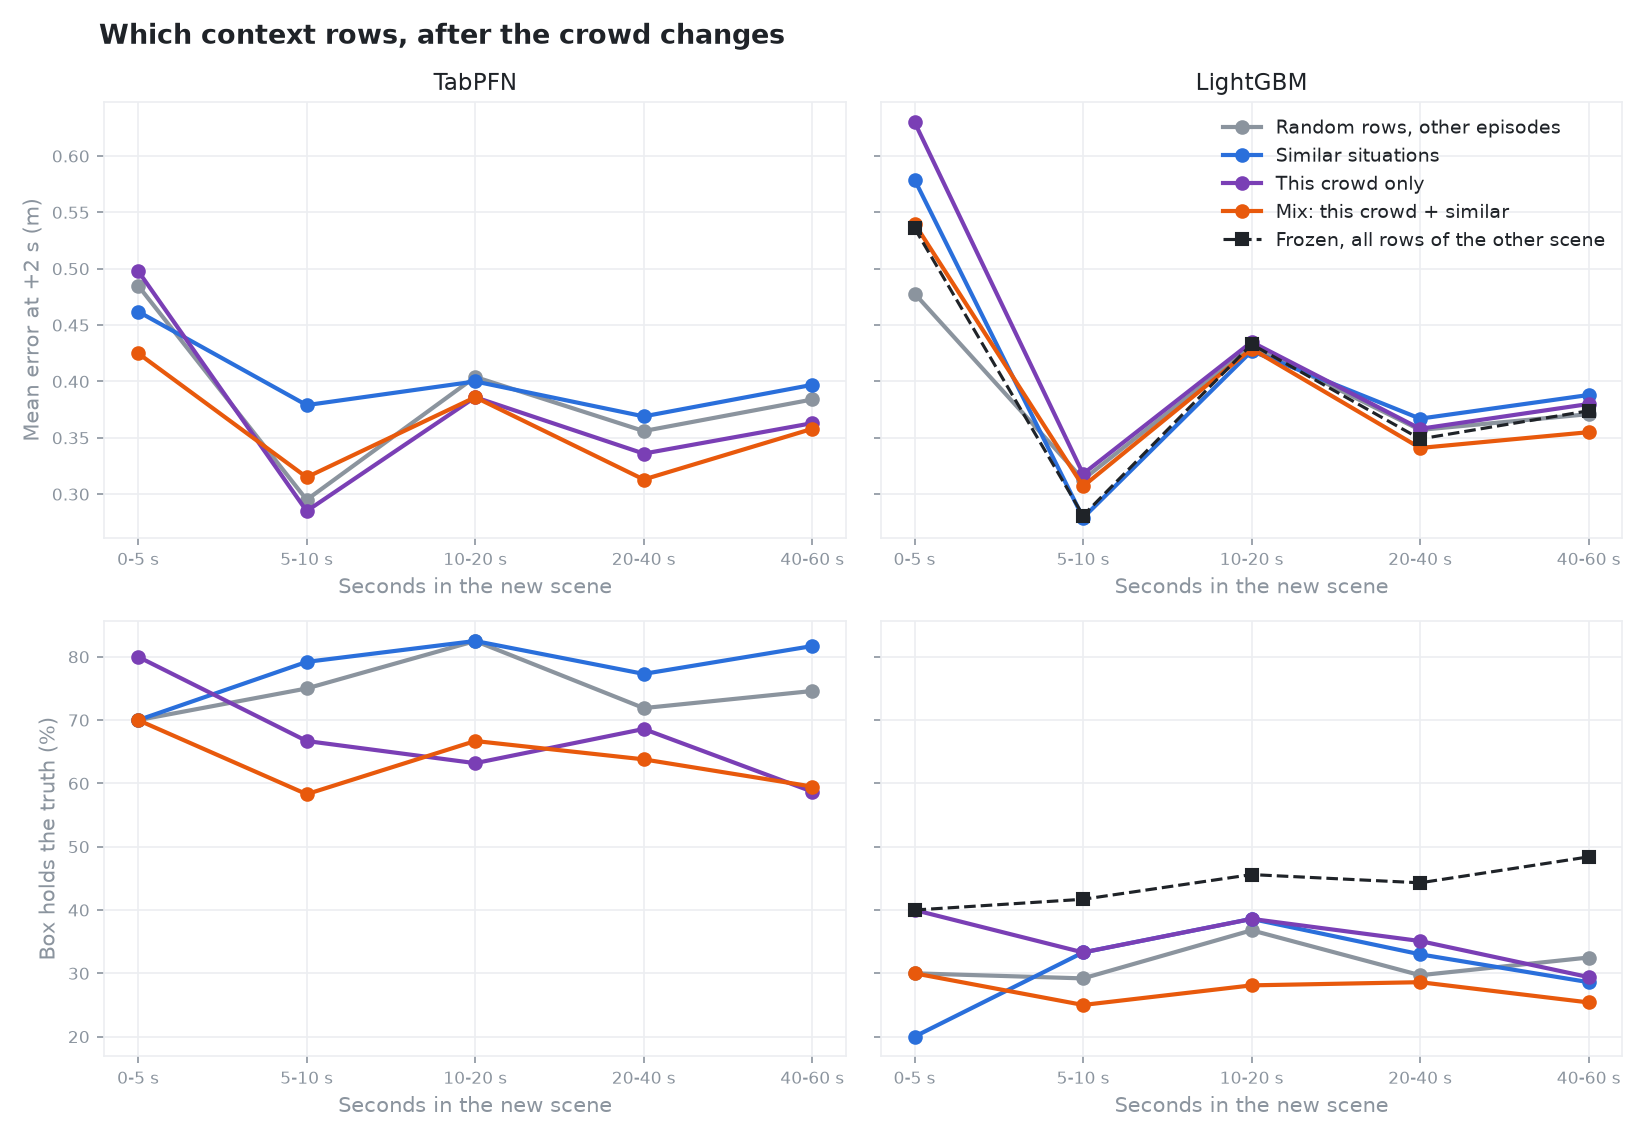 Which context rows, after the crowd changes
TabPFN
LightGBM
Mean error at +2 s (m)
0.60
0.55
0.50
0.45
0.40
0.35
0.30
Random rows, other episodes
Similar situations
This crowd only
Mix: this crowd + similar
Frozen, all rows of the other scene
0-5 s 5-10 s 10-20 s 20-40 s 40-60 s
Seconds in the new scene
0-5 s 5-10 s 10-20 s 20-40 s 40-60 s
Seconds in the new scene
Box holds the truth (%)
80
70
60
50
40
30
20
0-5 s 5-10 s 10-20 s 20-40 s 40-60 s
Seconds in the new scene
0-5 s 5-10 s 10-20 s 20-40 s 40-60 s
Seconds in the new scene